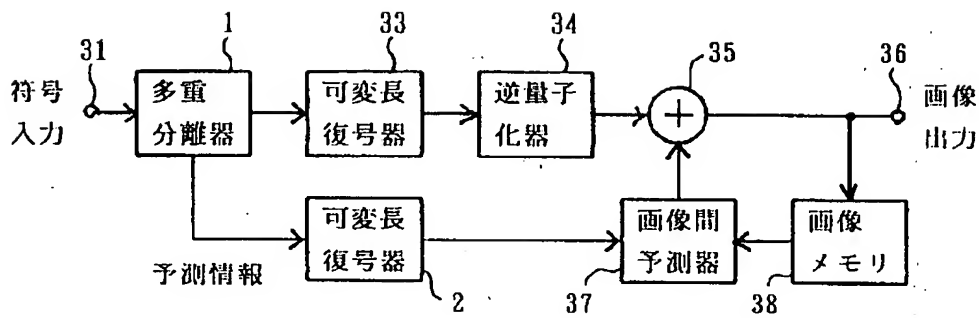 31
1
33
34
35
36
符号
入力
多重
分離器
可変長
復号器
逆量子
化器
+
画像
出力
予測情報
可変長
復号器
2
画像間
予測器
37
画像
メモリ
38